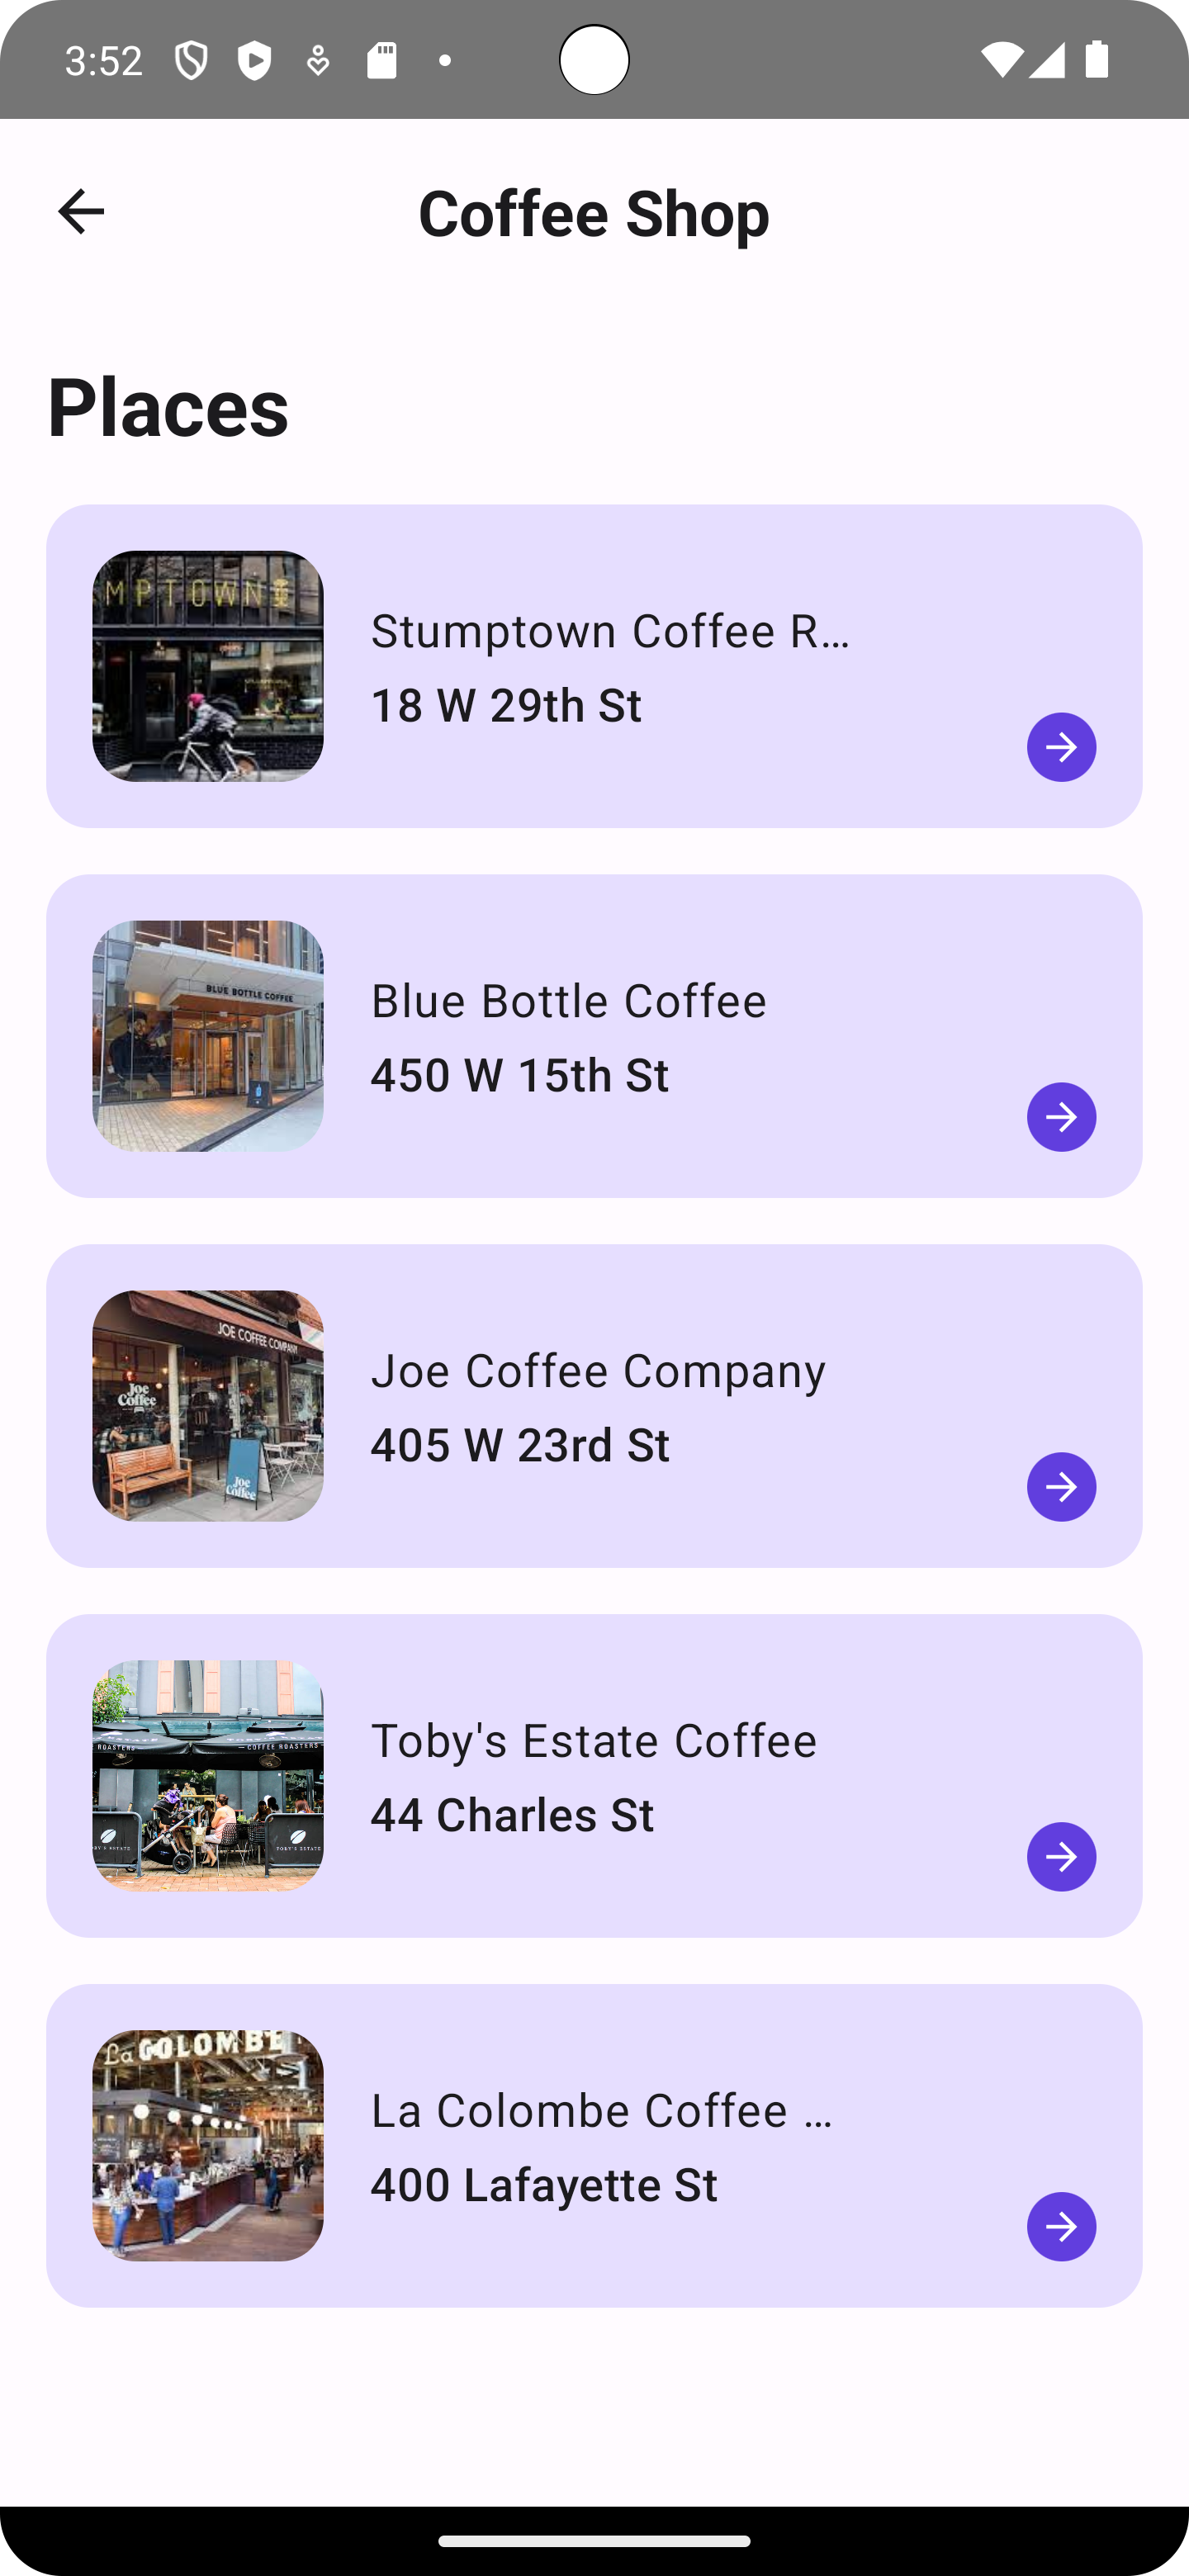 3:52
Coffee Shop
Places
MPTOWN
Stumptown Coffee R...
18 W 29th St
BLUE BOTTLE COFFEE
Blue Bottle Coffee
450 W 15th St
JOE COFFEE COMPANY
Joe
Coffee
Joe
Coffee
Joe Coffee Company
405 W 23rd St
ROASTERS
COFFEE ROASTERS
TOBY'S ESTATE
Toby's Estate Coffee
44 Charles St
La COLOMBE
La Colombe Coffee ...
400 Lafayette St